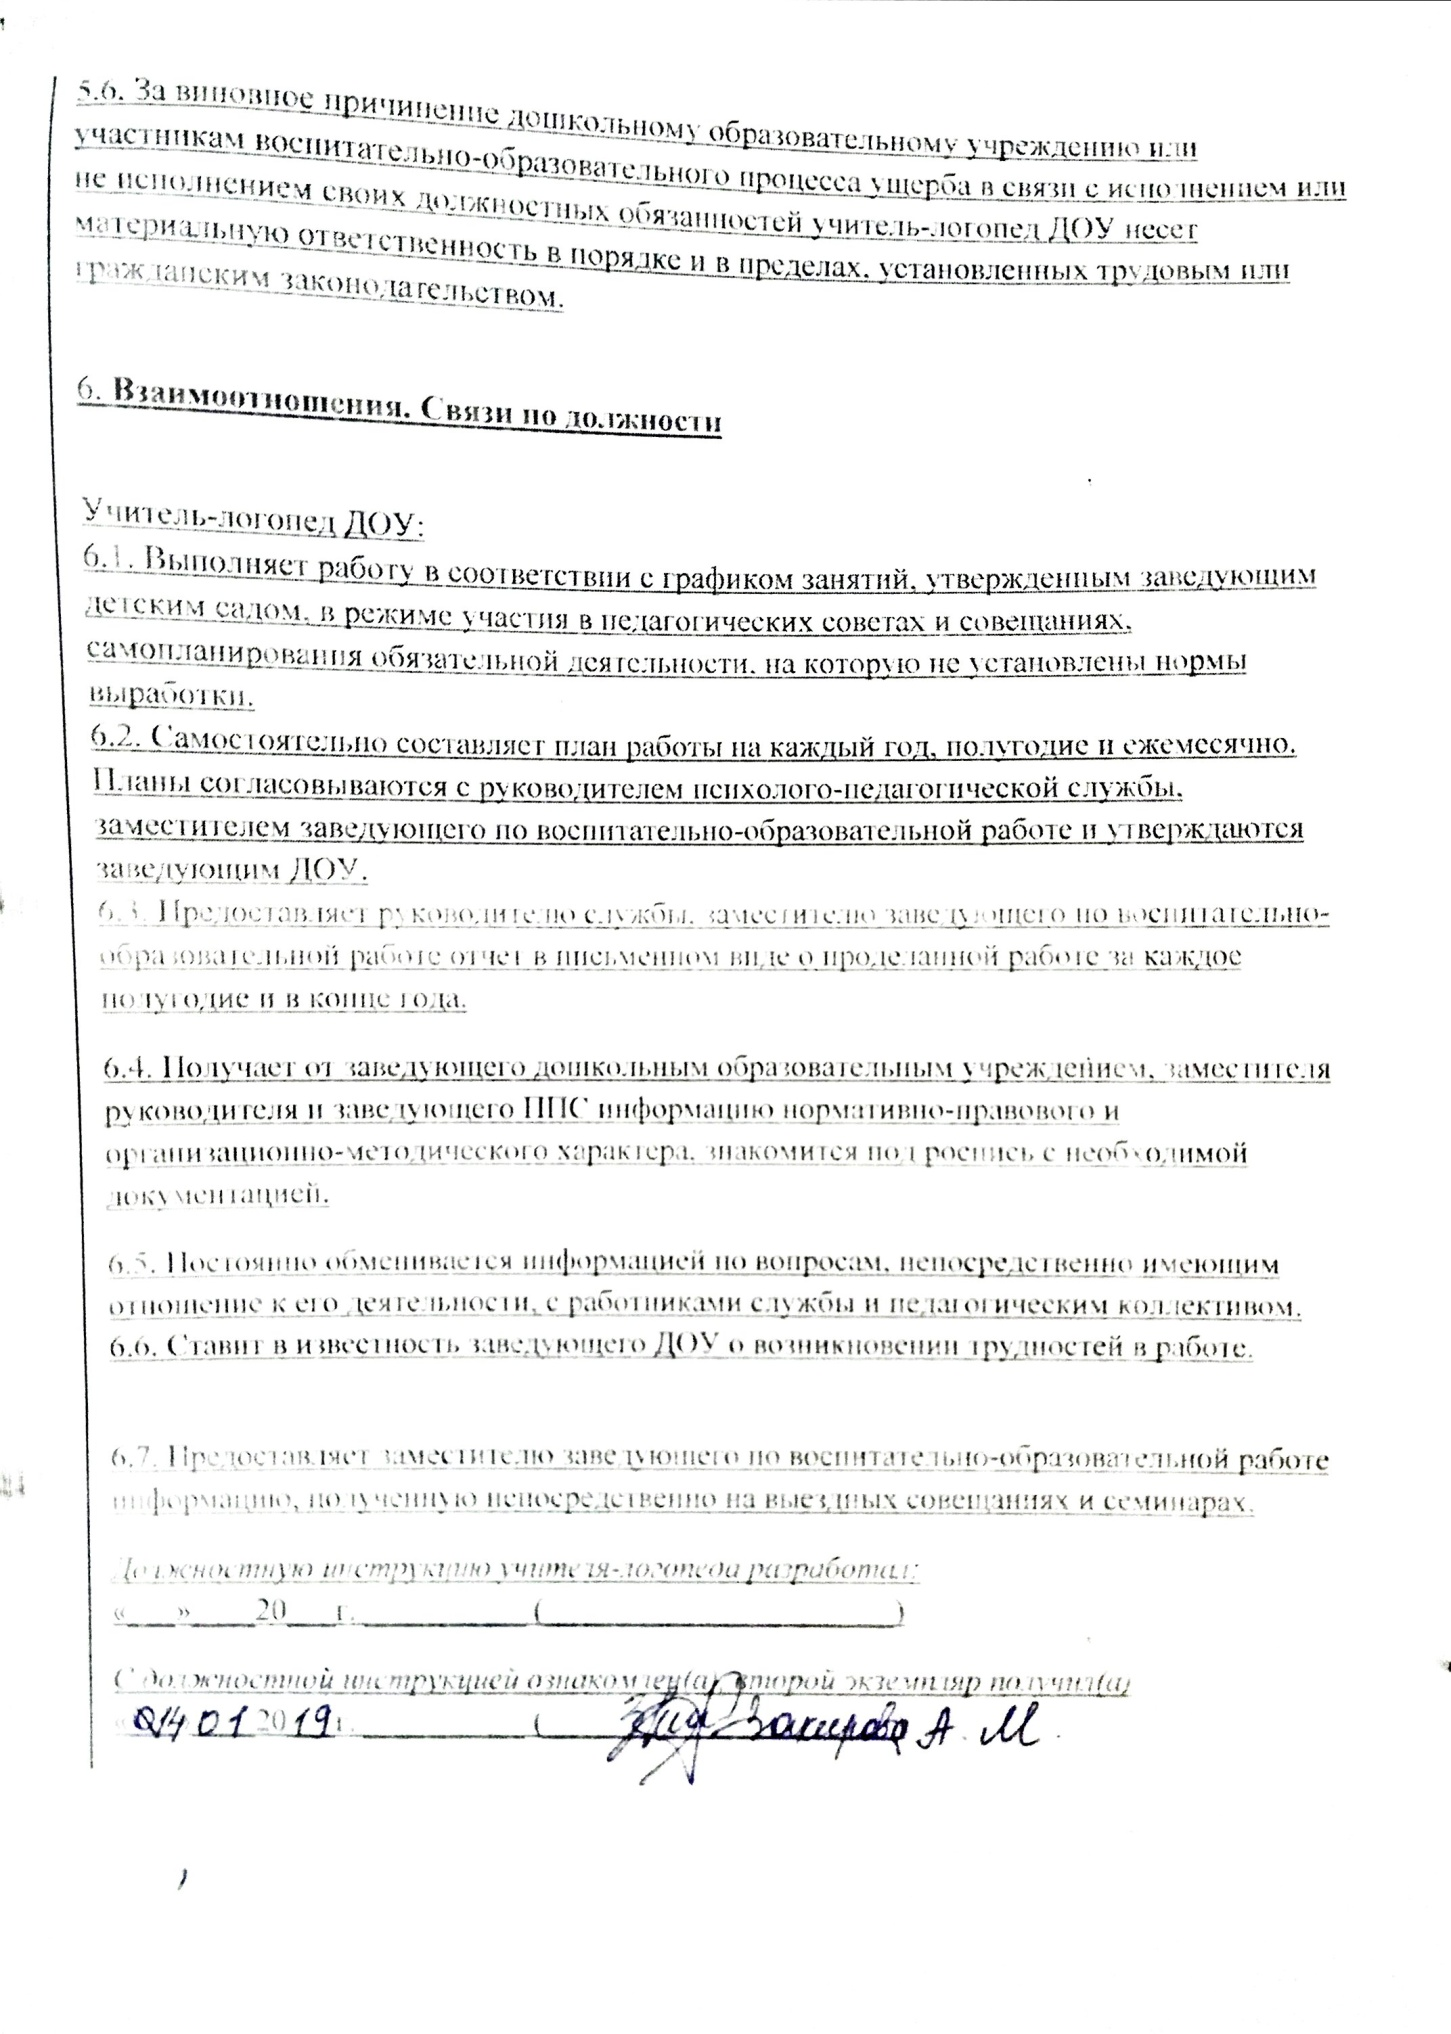 5.6. За виновное причинение дошкольному образовательному учреждению или
участникам воспитательно-образовательного процесса ущерба в связи с исполнением или
не исполнением своих должностных обязанностей учитель-логопед ДОУ несет
материальную ответственность в порядке и в пределах, установленных трудовым или
гражданским законодательством.
6. Взаимоотношения. Связи по должности
Учитель-логопед ДОУ:
6.1. Выполняет работу в соответствии с графиком занятий, утвержденным заведующим
детским садом, в режиме участия в педагогических советах и совещаниях,
самопланирования обязательной деятельности, на которую не установлены нормы
выработки.
6.2. Самостоятельно составляет план работы на каждый год, полугодие и ежемесячно.
Планы согласовываются с руководителем психолого-педагогической службы,
заместителем заведующего по воспитательно-образовательной работе и утверждаются
заведующим ДОУ.
6.3. Предоставляет руководителю службы, заместителю заведующего по воспитательно-
образовательной работе отчет в письменном виде о проделанной работе за каждое
полугодие и в конце года.
6.4. Получает от заведующего дошкольным образовательным учреждением, заместителя
руководителя и заведующего ППС информацию нормативно-правового и
организационно-методического характера, знакомится под роспись с необходимой
документацией.
6.5. Постоянно обменивается информацией по вопросам, непосредственно имеющим
отношение к его деятельности, с работниками службы и педагогическим коллективом.
6.6. Ставит в известность заведующего ДОУ о возникновении трудностей в работе.
6.7. Предоставляет заместителю заведующего по воспитательно-образовательной работе
информацию, полученную непосредственно на выездных совещаниях и семинарах.
Должностную инструкцию учителя-логопеда разработал:
«___»____20___г. __________ (______________________)
С должностной инструкцией ознакомлен(а), второй экземпляр получил(а)
«24 01 2019г. __________ ( Закирова А. М.